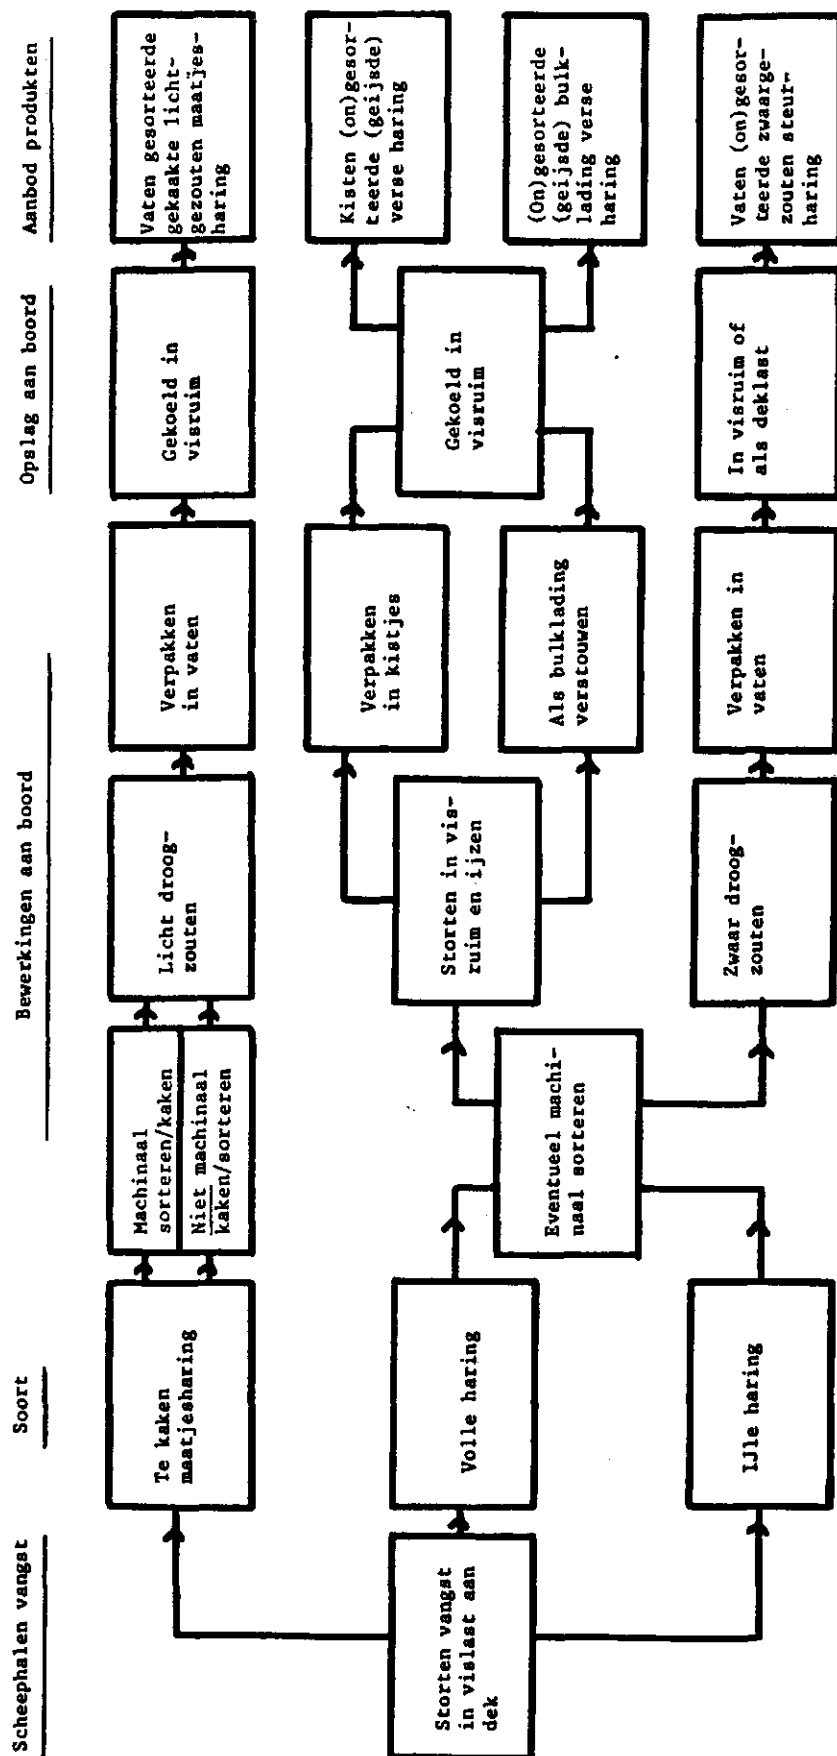 Scheephalen vangst
Soort
Bewerkingen aan boord
Opslag aan boord
Aanbod produkten
Storten vangst
in vislast aan
dek
Te kaken
maatjesharing
Machinaal
sorteren/kaken
Niet machinaal
kaken/sorteren
Licht droog-
zouten
Verpakken
in vaten
Gekoeld in
visruim
Vaten gesorteerde
gekaakte licht-
gezouten maatjes-
haring
Volle haring
Eventueel machi-
naal sorteren
Storten in vis-
ruim en ijzen
Verpakken
in kistjes
Als bulklading
verstouwen
Gekoeld in
visruim
Kisten (on)gesor-
teerde (geijsde)
verse haring
(On)gesorteerde
(geijsde) bulk-
lading verse
haring
IJle haring
Zwaar droog-
zouten
Verpakken in
vaten
In visruim of
als deklast
Vaten (on)gesor-
teerde zwaarge-
zouten steur-
haring